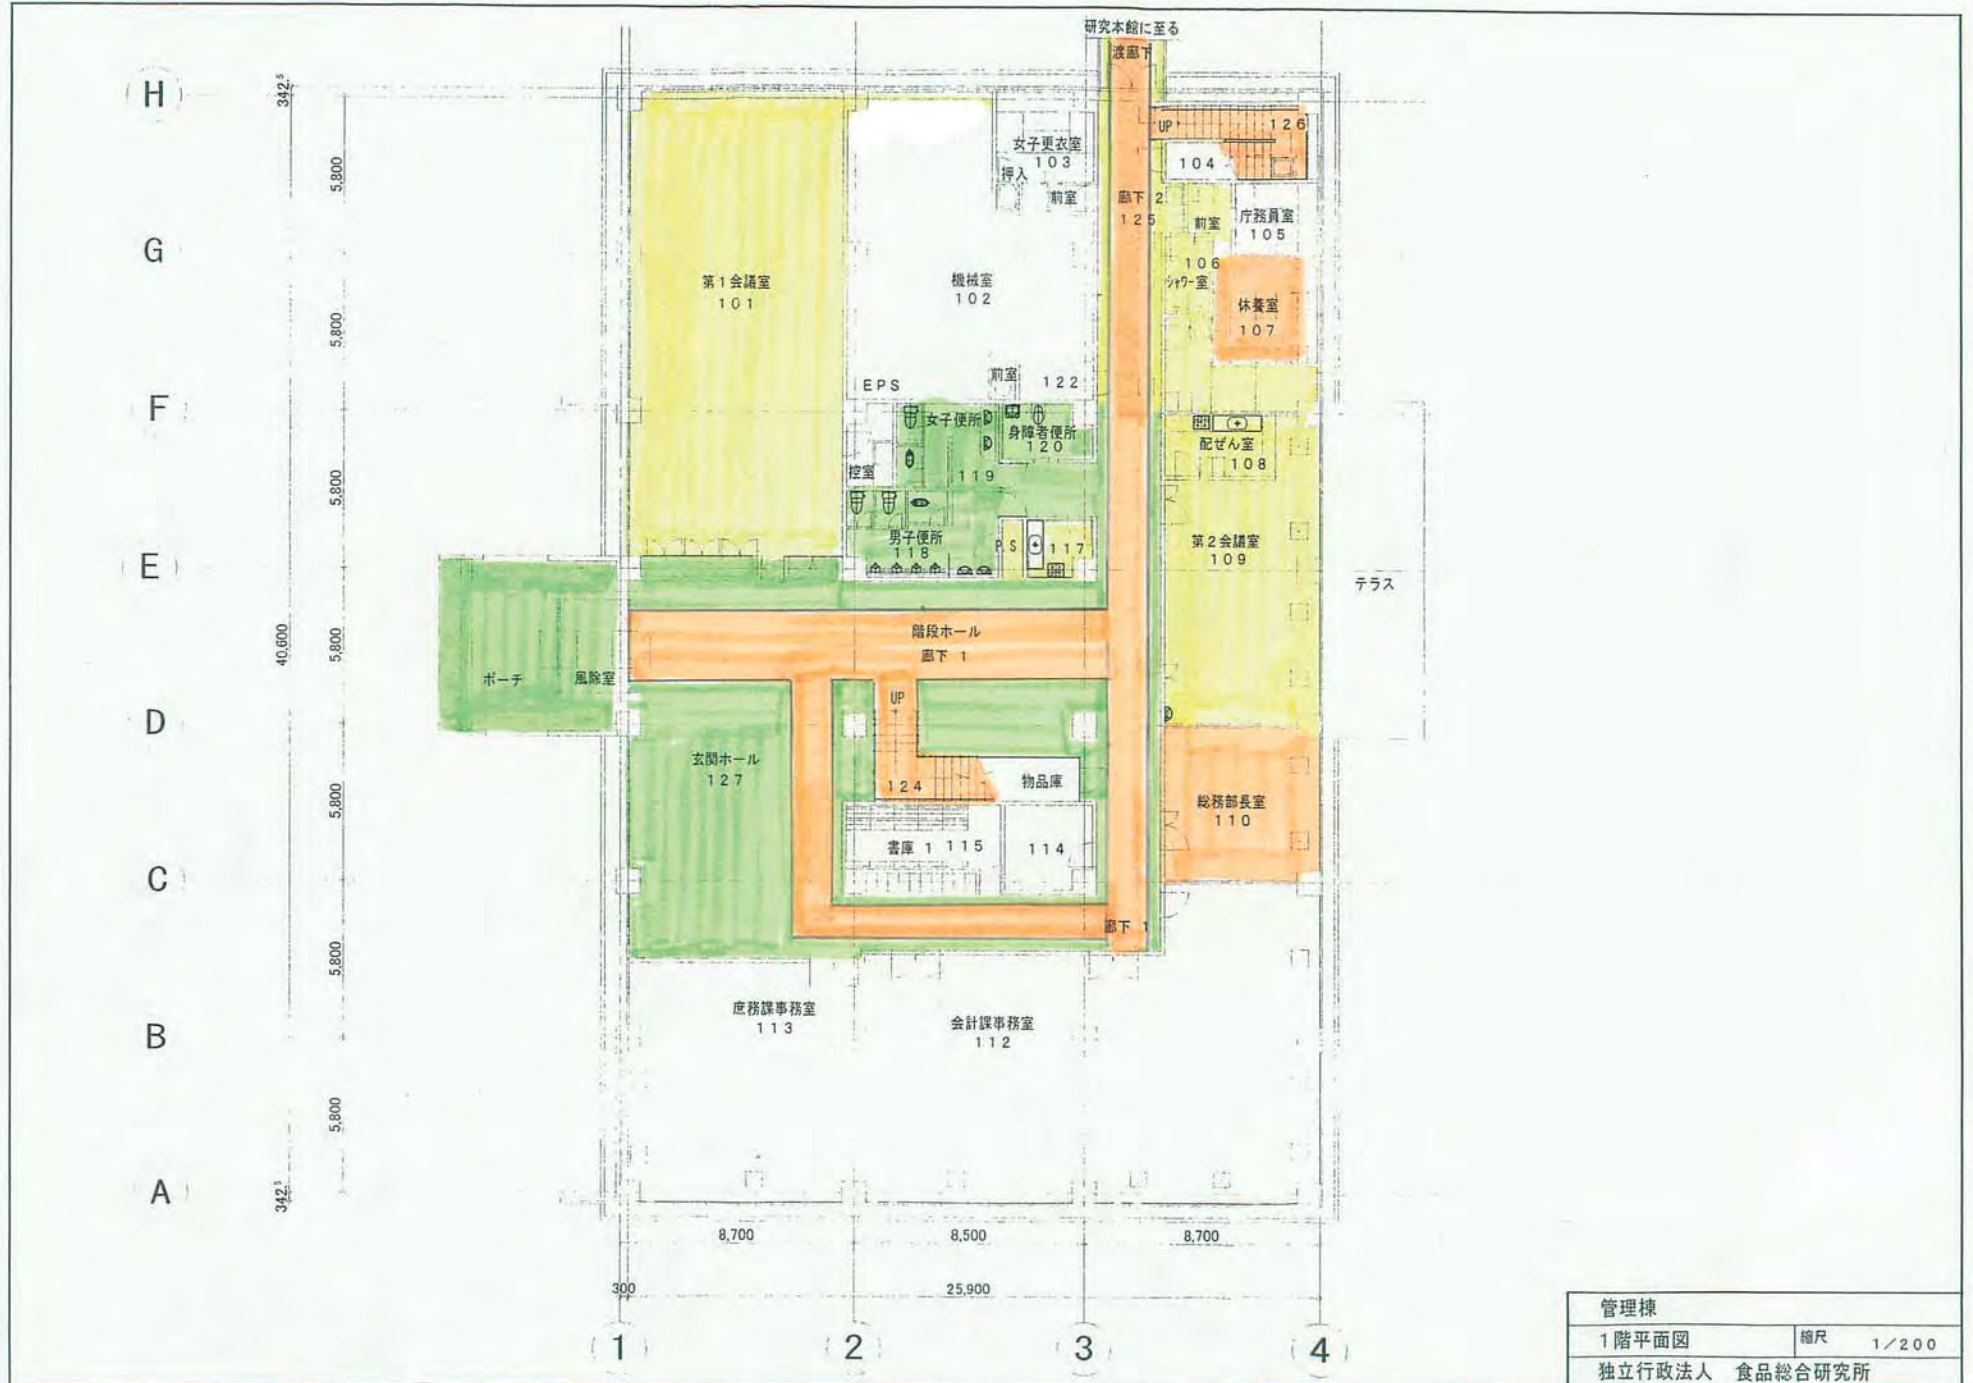 研究本館に至る
渡廊下
H
342.5
UP
126
女子更衣室
103
104
押入
前室
5,800
廊下 2
125
庁務員室
105
前室
G
106
シャワー室
第1会議室
101
機械室
102
休養室
107
5,800
前室
122
EPS
F
女子便所
身障者便所
120
配ぜん室
108
控室
119
5,800
男子便所
118
P.S
117
第2会議室
109
E
テラス
階段ホール
廊下 1
40,600
5,800
ポーチ
風除室
UP
D
玄関ホール
127
124
物品庫
総務部長室
110
5,800
書庫 1 115
114
C
廊下 1
5,800
庶務課事務室
113
会計課事務室
112
B
5,800
A
342.5
8,700
8,500
8,700
300
25,900
1
2
3
4
管理棟
1階平面図
縮尺 1/200
独立行政法人 食品総合研究所